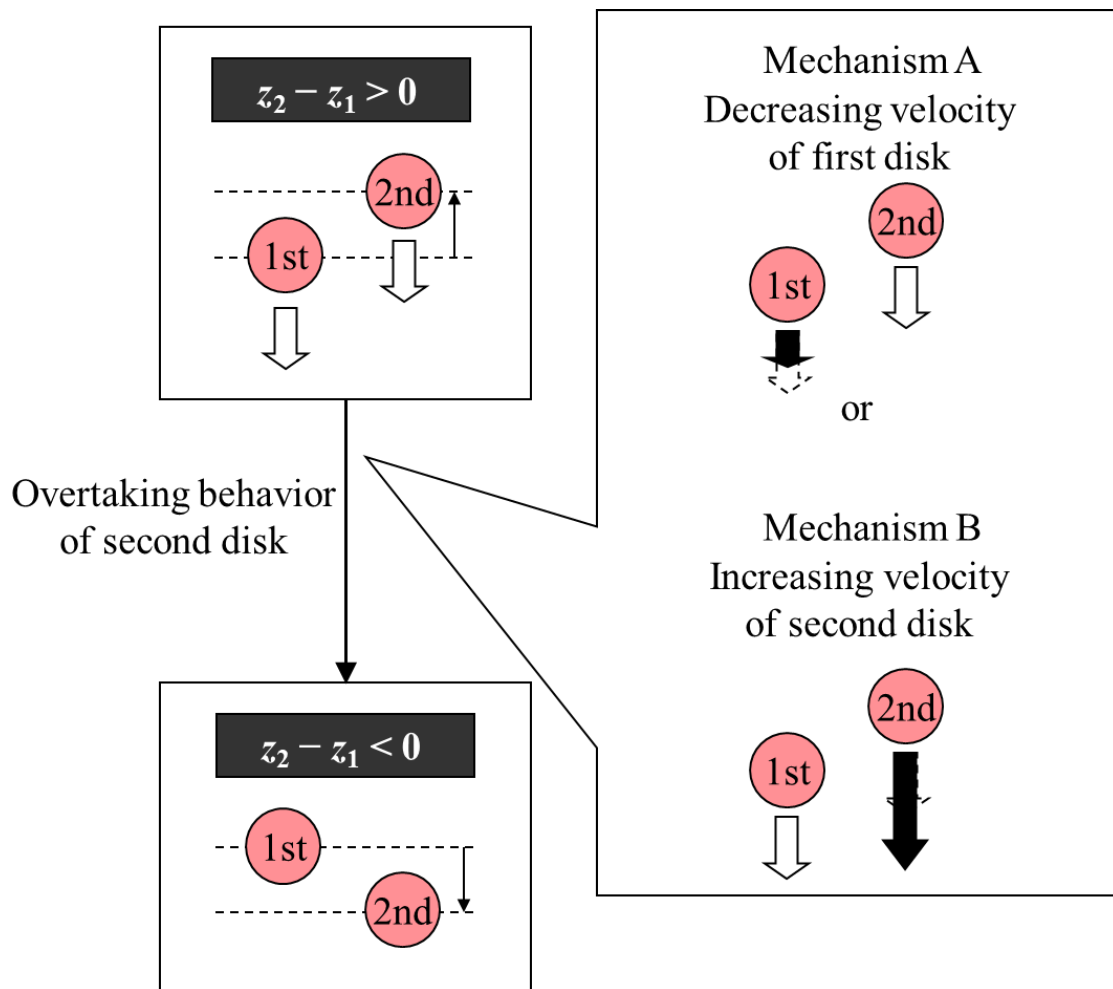 z₂ − z₁ > 0
2nd
1st
Overtaking behavior
of second disk
z₂ − z₁ < 0
1st
2nd
Mechanism A
Decreasing velocity
of first disk
2nd
1st
or
Mechanism B
Increasing velocity
of second disk
2nd
1st